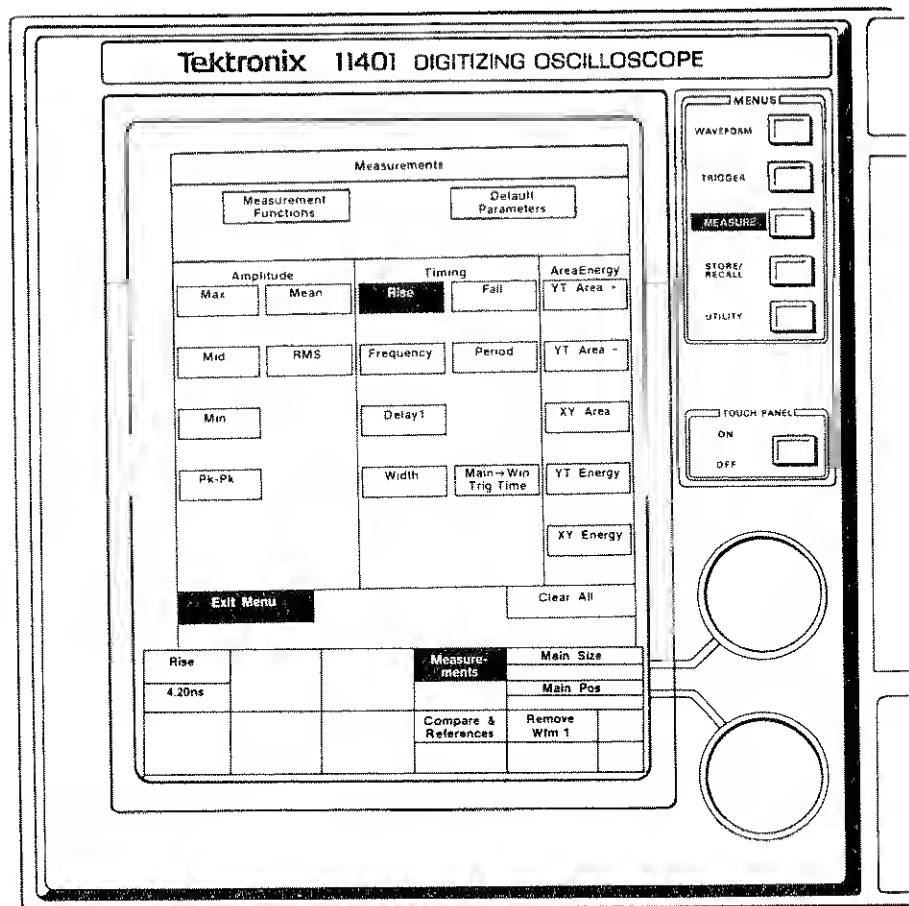 Tektronix 11401 DIGITIZING OSCILLOSCOPE
MENUS
WAVEFORM
TRIGGER
MEASURE
STORE/
RECALL
UTILITY
TOUCH PANEL
ON
OFF
Measurements
Measurement
Functions
Default
Parameters
Amplitude
Timing
AreaEnergy
Max
Mean
Rise
Fall
YT Area +
Mid
RMS
Frequency
Period
YT Area -
Min
Delay1
XY Area
Pk-Pk
Width
Main→Win
Trig Time
YT Energy
XY Energy
Exit Menu
Clear All
Rise
4.20ns
Measure-
ments
Main Size
Main Pos
Compare &
References
Remove
Wfm 1